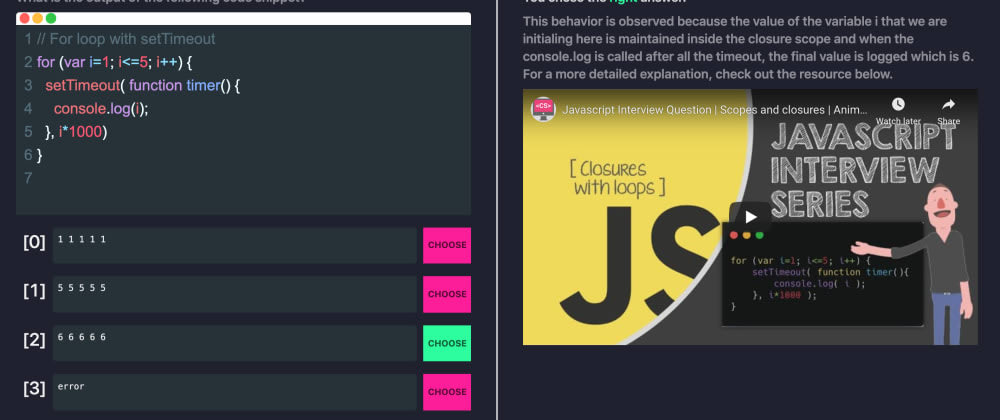 What is the output of the following code snippet?
1 // For loop with setTimeout
2 for (var i=1; i<=5; i++) {
3 setTimeout( function timer() {
4 console.log(i);
5 }, i*1000)
6 }
7
[0] 1 1 1 1 1 CHOOSE
[1] 5 5 5 5 5 CHOOSE
[2] 6 6 6 6 6 CHOOSE
[3] error CHOOSE
You chose the right answer!
This behavior is observed because the value of the variable i that we are
initialing here is maintained inside the closure scope and when the
console.log is called after all the timeout, the final value is logged which is 6.
For a more detailed explanation, check out the resource below.
<CS>
Javascript Interview Question | Scopes and closures | Anim...
Watch later
Share
[ Closures
with loops ]
JS
JAVASCRIPT
INTERVIEW
SERIES
for (var i=1; i<=5; i++) {
setTimeout( function timer(){
console.log( i );
}, i*1000 );
}